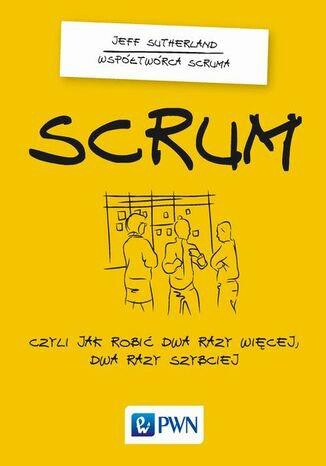 JEFF SUTHERLAND
WSPÓŁTWÓRCA SCRUMA
SCRUM
CZYLI JAK ROBIĆ DWA RAZY WIĘCEJ,
DWA RAZY SZYBCIEJ
PWN